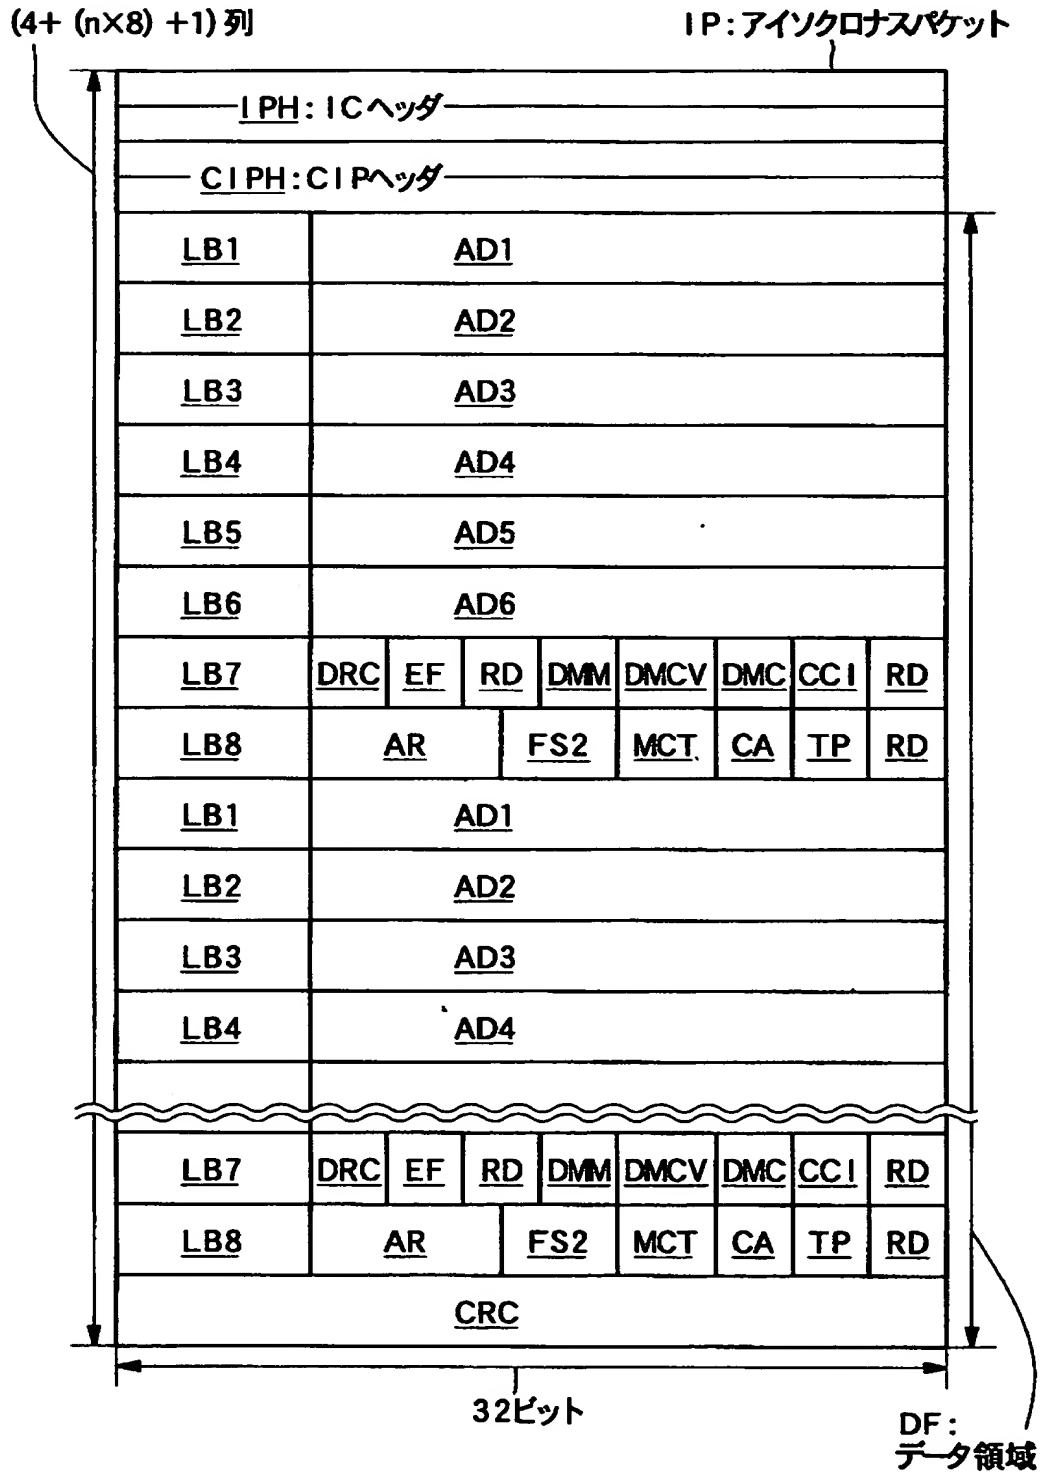 (4+ (n×8) +1) 列
IP:アイソクロナスパケット
IPH:ICヘッダ
CIPH:CIPヘッダ
LB1 AD1
LB2 AD2
LB3 AD3
LB4 AD4
LB5 AD5
LB6 AD6
LB7 DRC EF RD DMM DMCV DMC CCI RD
LB8 AR FS2 MCT CA TP RD
LB1 AD1
LB2 AD2
LB3 AD3
LB4 AD4
LB7 DRC EF RD DMM DMCV DMC CCI RD
LB8 AR FS2 MCT CA TP RD
CRC
32ビット
DF:
データ領域